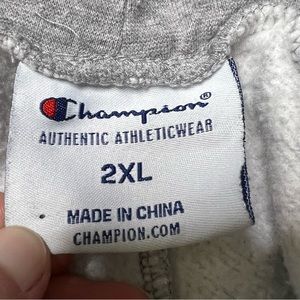 Champion®
AUTHENTIC ATHLETICWEAR
2XL
MADE IN CHINA
CHAMPION.COM